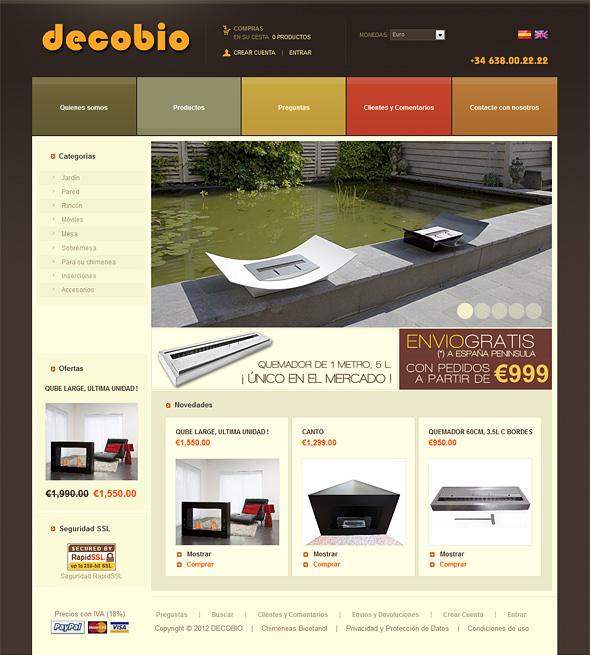 decobio
COMPRAS
EN SU CESTA: 0 PRODUCTOS
CREAR CUENTA | ENTRAR
MONEDAS: Euro
+34 638.00.22.22
Quienes somos
Productos
Preguntas
Clientes y Comentarios
Contacte con nosotros
Categorias
Jardín
Pared
Rincón
Móviles
Mesa
Sobremesa
Para su chimenea
Inserciones
Accesorios
QUEMADOR DE 1 METRO, 5 L.
¡ ÚNICO EN EL MERCADO !
ENVIOGRATIS
(*) A ESPAÑA PENINSULA
CON PEDIDOS
A PARTIR DE €999
Ofertas
QUBE LARGE, ULTIMA UNIDAD !
€1,990.00 €1,550.00
Novedades
QUBE LARGE, ULTIMA UNIDAD !
€1,550.00
Mostrar
Comprar
CANTO
€1,299.00
Mostrar
Comprar
QUEMADOR 60CM, 3.5L C BORDES
€950.00
Mostrar
Comprar
Seguridad SSL
SECURED BY
RapidSSL
up to 256-bit SSL
Seguridad RapidSSL
Precios con IVA (18%)
PayPal MasterCard VISA
Preguntas | Buscar | Clientes y Comentarios | Envios y Devoluciones | Crear Cuenta | Entrar
Copyright © 2012 DECOBIO | Chimeneas Bioetanol | Privacidad y Protección de Datos | Condiciones de uso